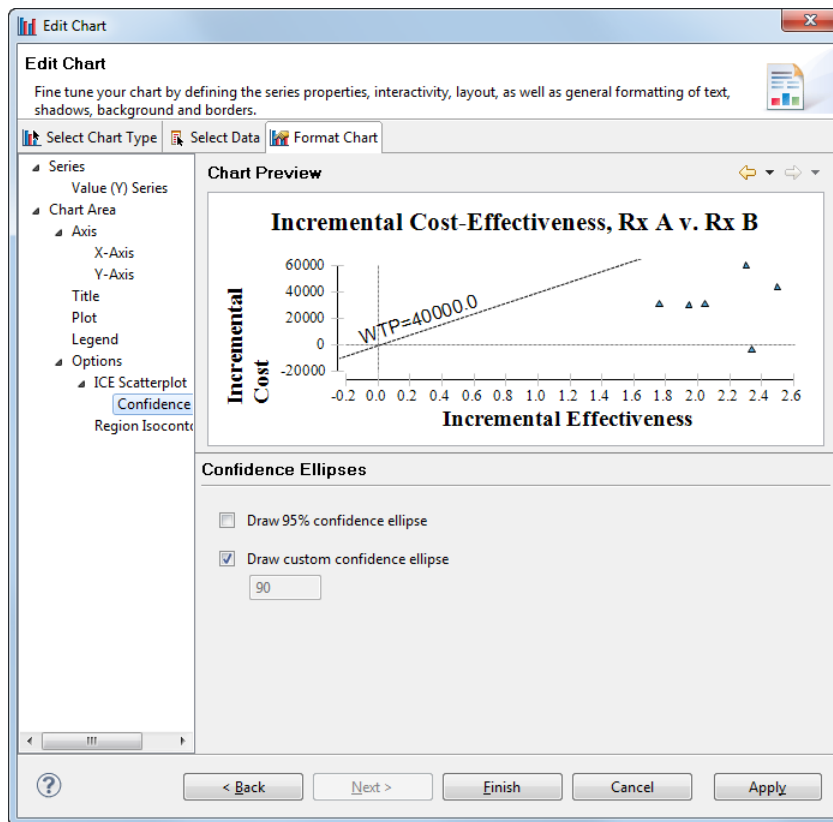 Edit Chart
Edit Chart
Fine tune your chart by defining the series properties, interactivity, layout, as well as general formatting of text,
shadows, background and borders.
Select Chart Type
Select Data
Format Chart
Series
Value (Y) Series
Chart Area
Axis
X-Axis
Y-Axis
Title
Plot
Legend
Options
ICE Scatterplot
Confidence
Region Isoconto
Chart Preview
Incremental Cost-Effectiveness, Rx A v. Rx B
Incremental
Cost
60000
40000
20000
0
-20000
WTP=40000.0
-0.2 0.0 0.2 0.4 0.6 0.8 1.0 1.2 1.4 1.6 1.8 2.0 2.2 2.4 2.6
Incremental Effectiveness
Confidence Ellipses
Draw 95% confidence ellipse
Draw custom confidence ellipse
90
?
< Back
Next >
Finish
Cancel
Apply